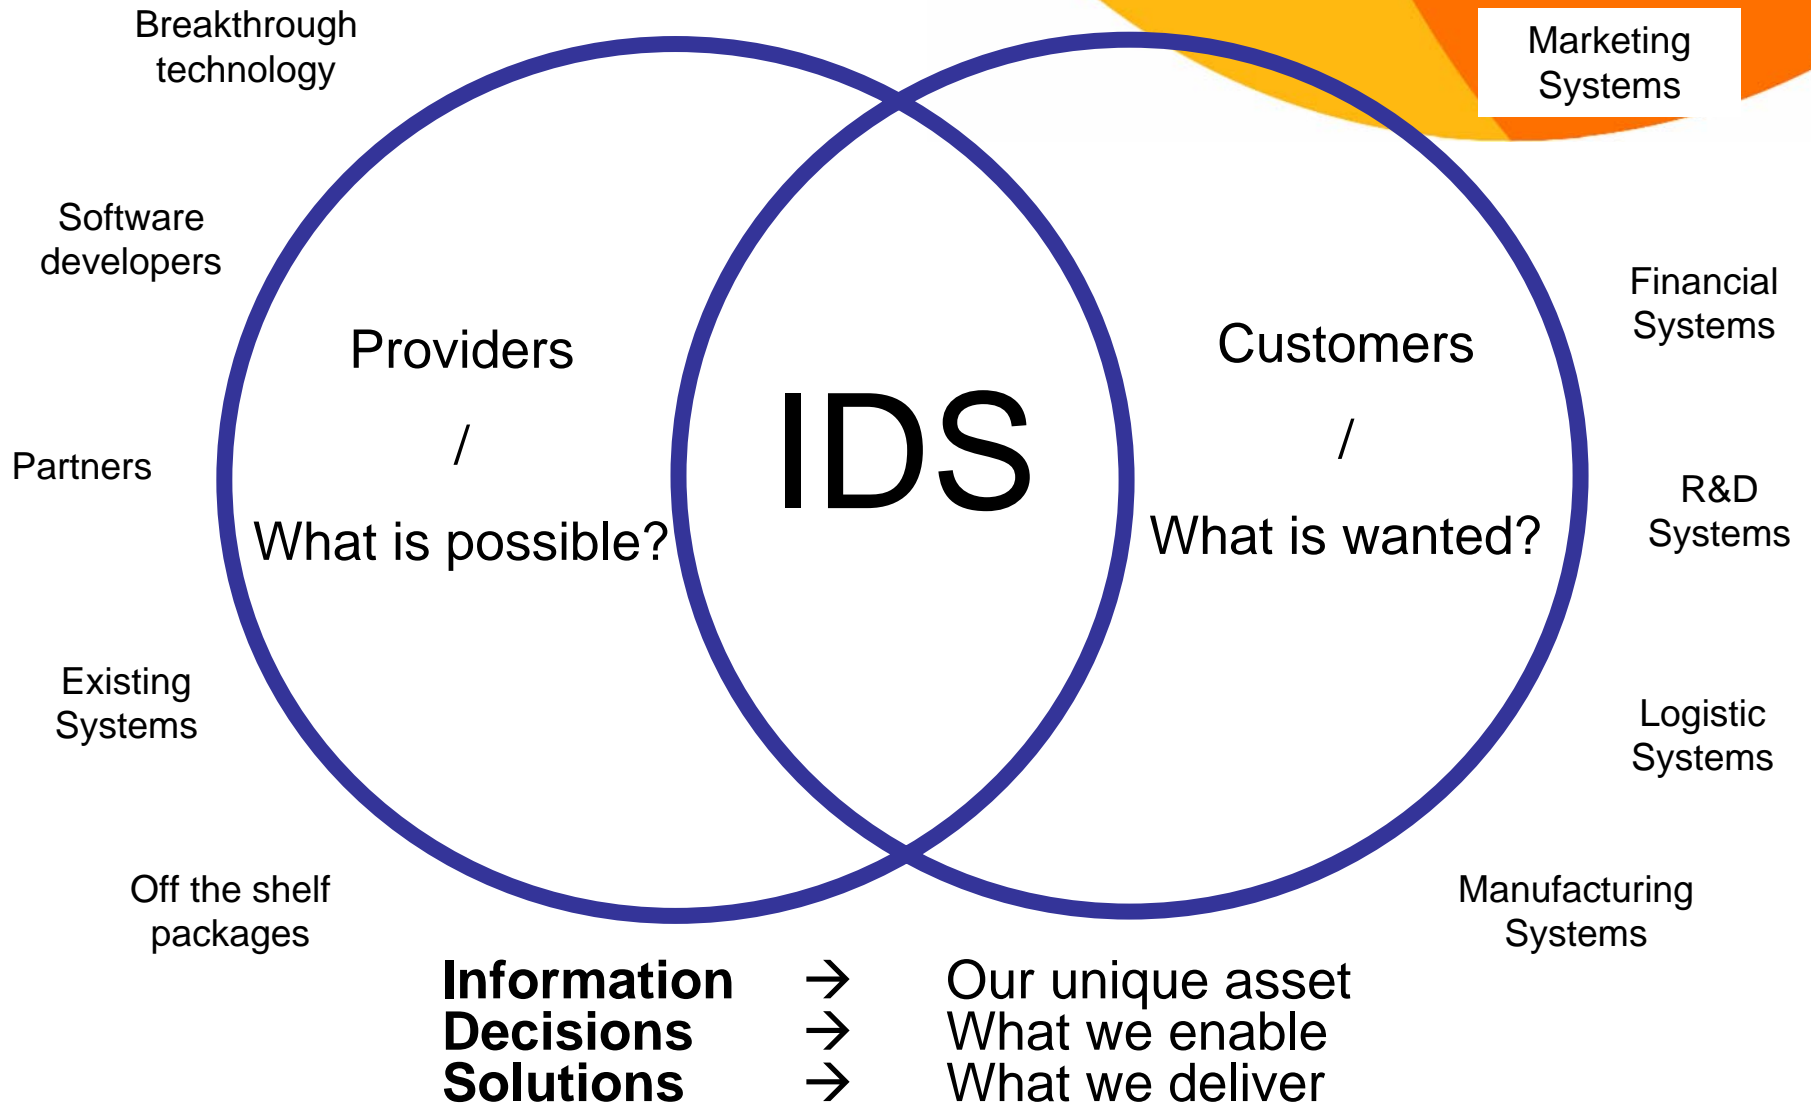 Breakthrough
technology
Software
developers
Partners
Existing
Systems
Off the shelf
packages
Providers
/
What is possible?
IDS
Customers
/
What is wanted?
Marketing
Systems
Financial
Systems
R&D
Systems
Logistic
Systems
Manufacturing
Systems
Information → Our unique asset
Decisions → What we enable
Solutions → What we deliver